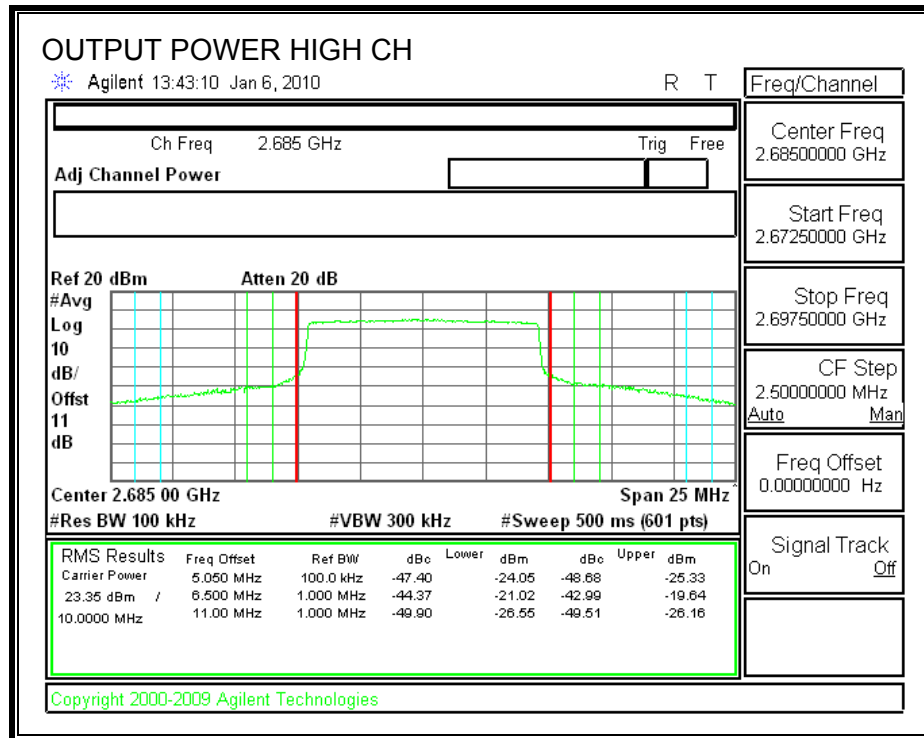 OUTPUT POWER HIGH CH
Agilent 13:43:10 Jan 6, 2010 R T
Freq/Channel
Ch Freq 2.685 GHz Trig Free
Adj Channel Power
Center Freq
2.68500000 GHz
Start Freq
2.67250000 GHz
Stop Freq
2.69750000 GHz
CF Step
2.50000000 MHz
Auto Man
Freq Offset
0.00000000 Hz
Signal Track
On Off
Ref 20 dBm Atten 20 dB
#Avg
Log
10
dB/
Offst
11
dB
Center 2.685 00 GHz Span 25 MHz
#Res BW 100 kHz #VBW 300 kHz #Sweep 500 ms (601 pts)
RMS Results Freq Offset Ref BW dBc Lower dBm dBc Upper dBm
Carrier Power 5.050 MHz 100.0 kHz -47.40 -24.05 -48.68 -25.33
23.35 dBm / 6.500 MHz 1.000 MHz -44.37 -21.02 -42.99 -19.64
10.0000 MHz 11.00 MHz 1.000 MHz -49.90 -26.55 -49.51 -26.16
Copyright 2000-2009 Agilent Technologies